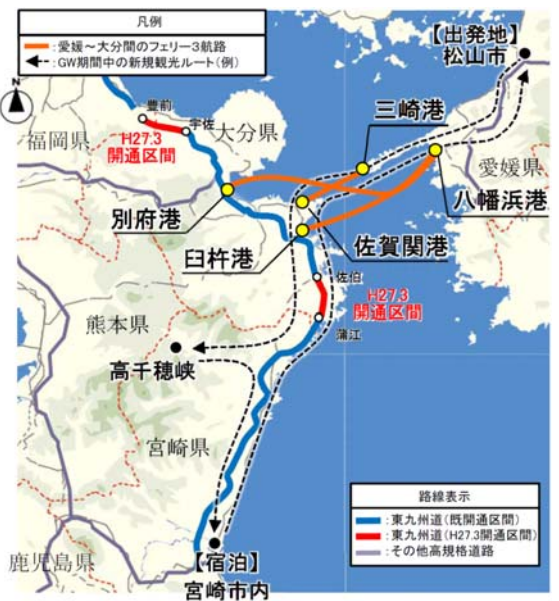 凡例
:愛媛～大分間のフェリー3航路
:GW期間中の新規観光ルート(例)
N
【出発地】
松山市
豊前
宇佐
三崎港
大分県
福岡県
H27.3
開通区間
愛媛県
八幡浜港
別府港
佐賀関港
臼杵港
佐伯
H27.3
開通区間
蒲江
熊本県
高千穂峡
宮崎県
鹿児島県
【宿泊】
宮崎市内
路線表示
:東九州道(既開通区間)
:東九州道(H27.3開通区間)
:その他高規格道路